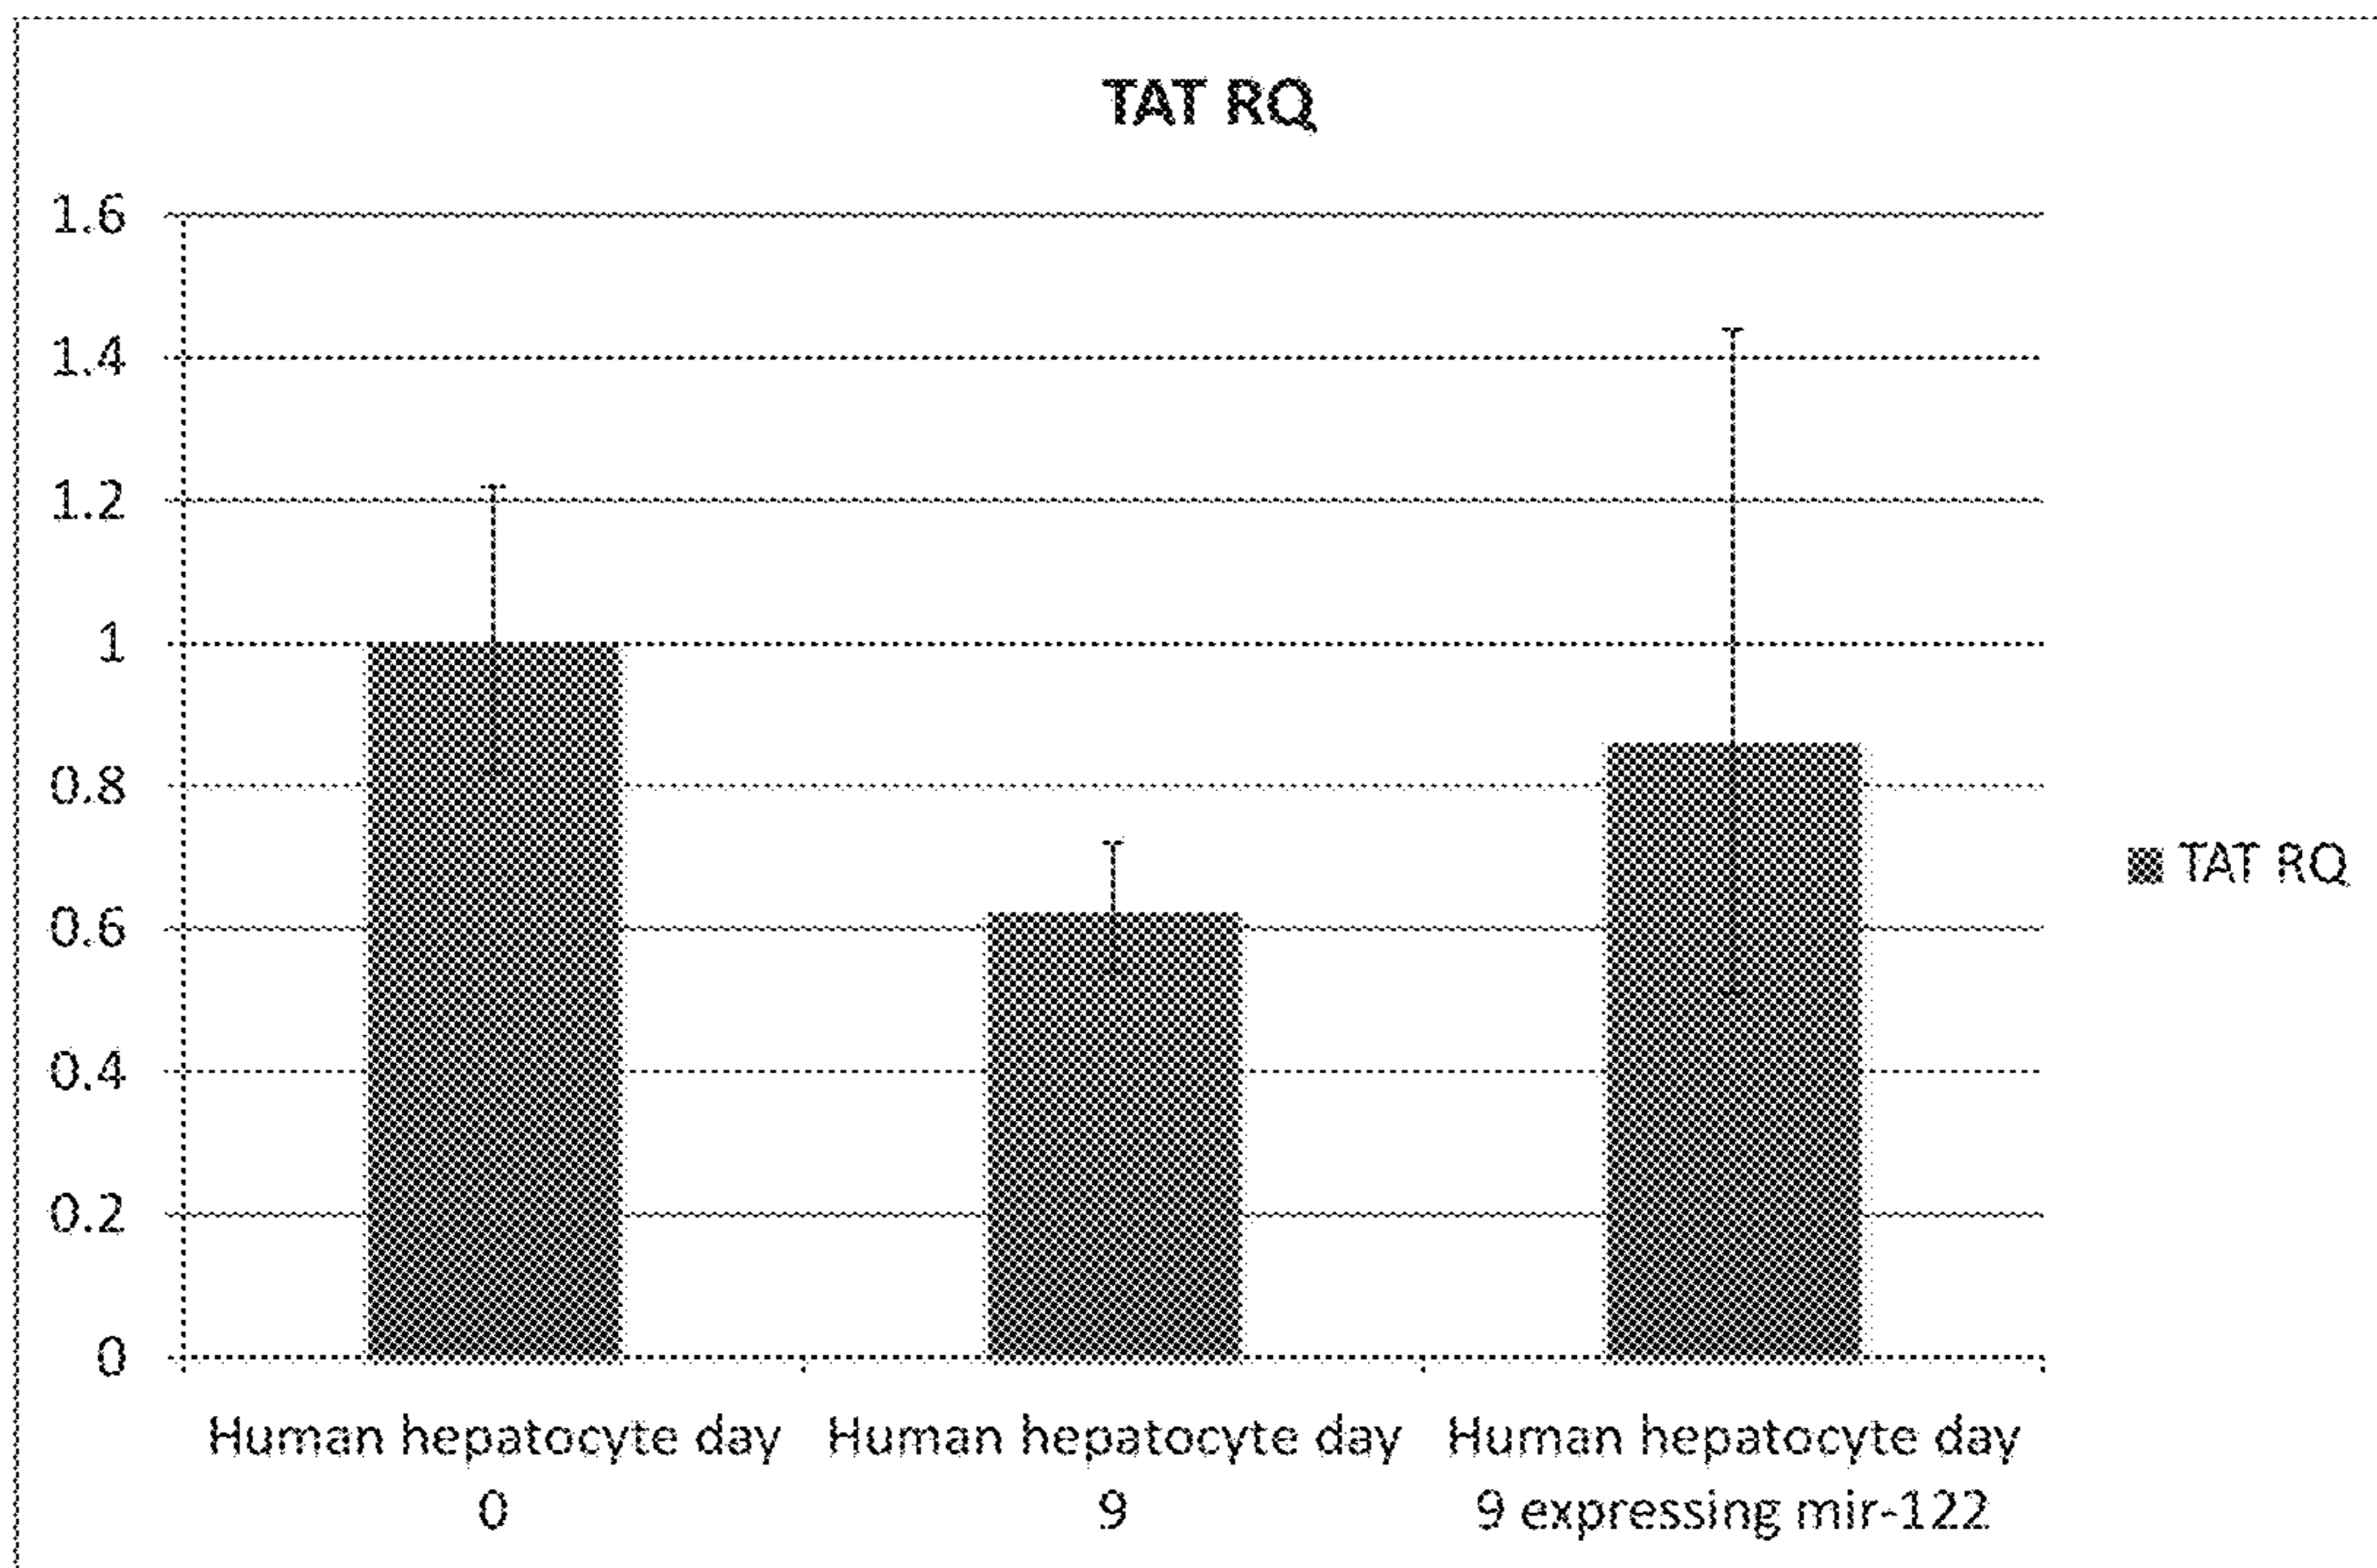 TAT RQ
1.6
1.4
1.2
1
0.8
0.6
0.4
0.2
0
TAT RQ
Human hepatocyte day
0
Human hepatocyte day
9
Human hepatocyte day
9 expressing mir-122